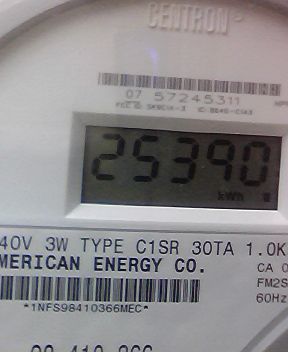 CENTRON
07 57245311
25390
kWh
40V 3W TYPE C1SR 30TA 1.0K
MERICAN ENERGY CO.
CA 0
FM2S
60Hz
*1NFS98410366MEC*